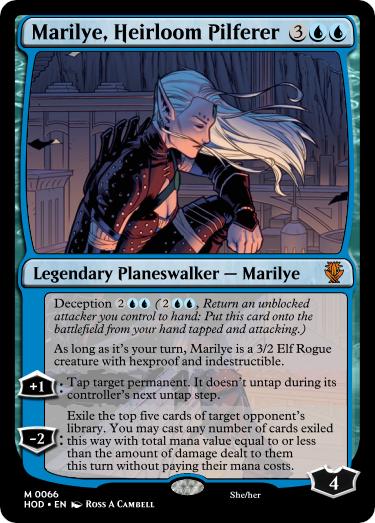 Marilye, Heirloom Pilferer 3
Legendary Planeswalker — Marilye
Deception 2 (2, Return an unblocked
attacker you control to hand: Put this card onto the
battlefield from your hand tapped and attacking.)
As long as it's your turn, Marilye is a 3/2 Elf Rogue
creature with hexproof and indestructible.
+1: Tap target permanent. It doesn't untap during its
controller's next untap step.
Exile the top five cards of target opponent's
library. You may cast any number of cards exiled
-2: this way with total mana value equal to or less
than the amount of damage dealt to them
this turn without paying their mana costs.
4
M 0066
HOD • EN Ross A Cambell
She/her